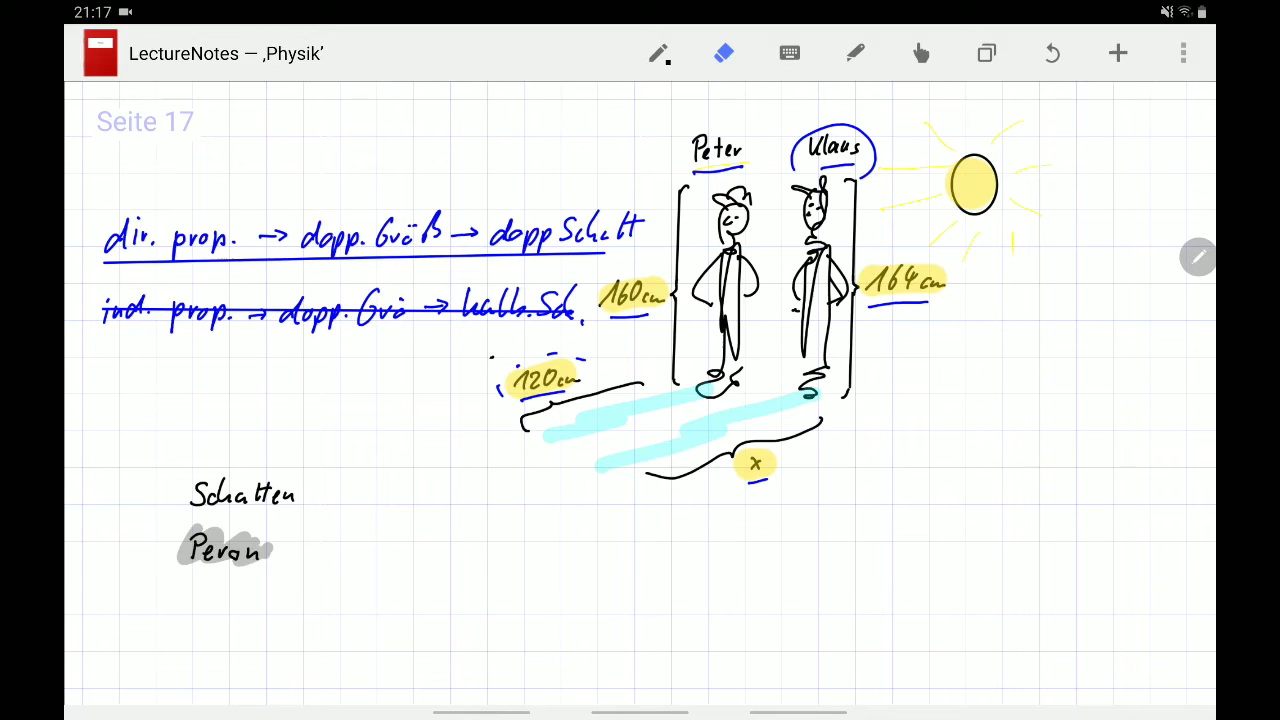 21:17
LectureNotes — ‚Physik‘
Seite 17
Peter
Klaus
dir. prop. → dopp. Größ → dopp Schatt
ind. prop. → dopp. Grö → halb. Sch.
160cm
164cm
120cm
x
Schatten
Peron